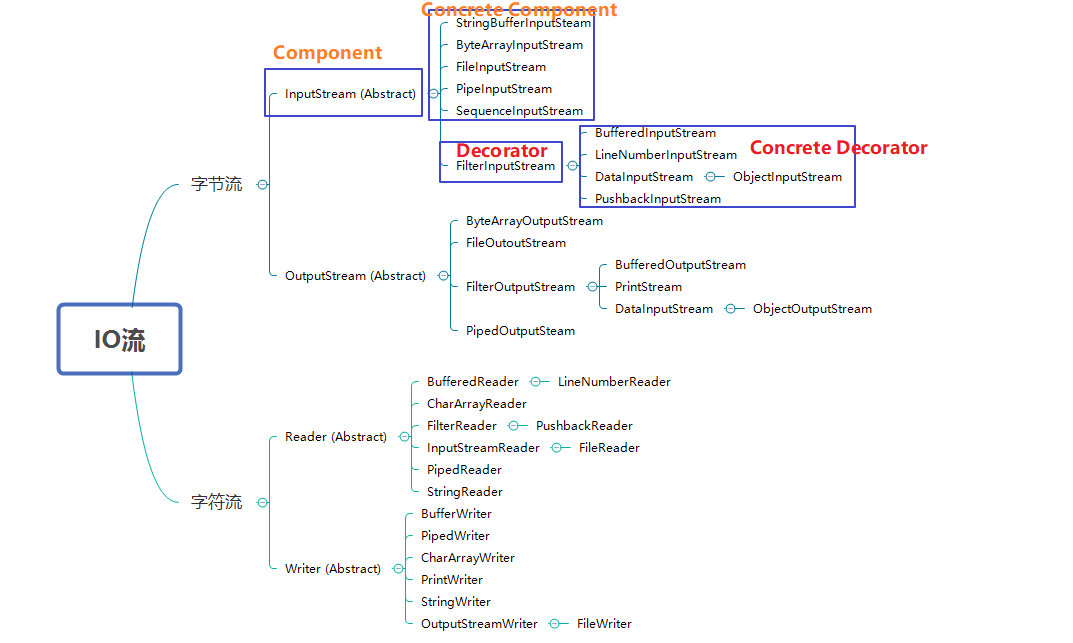 Concrete Component
StringBufferInputSteam
Component
ByteArrayInputStream
FileInputStream
InputStream (Abstract)
PipeInputStream
SequenceInputStream
Decorator
FilterInputStream
BufferedInputStream
Concrete Decorator
LineNumberInputStream
DataInputStream
ObjectInputStream
PushbackInputStream
字节流
ByteArrayOutputStream
FileOutoutStream
OutputStream (Abstract)
FilterOutputStream
BufferedOutputStream
PrintStream
DataInputStream
ObjectOutputStream
PipedOutputSteam
IO流
BufferedReader
LineNumberReader
CharArrayReader
Reader (Abstract)
FilterReader
PushbackReader
InputStreamReader
FileReader
PipedReader
StringReader
字符流
BufferWriter
PipedWriter
CharArrayWriter
Writer (Abstract)
PrintWriter
StringWriter
OutputStreamWriter
FileWriter